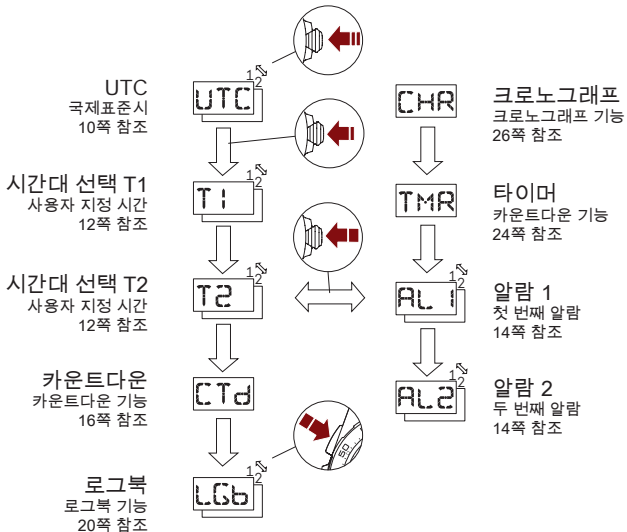 UTC
국제표준시
10쪽 참조
UTC
1
2
시간대 선택 T1
사용자 지정 시간
12쪽 참조
T1
1
2
시간대 선택 T2
사용자 지정 시간
12쪽 참조
T2
1
2
카운트다운
카운트다운 기능
16쪽 참조
CTd
로그북
로그북 기능
20쪽 참조
LGb
1
2
50
CHR
크로노그래프
크로노그래프 기능
26쪽 참조
TMR
타이머
카운트다운 기능
24쪽 참조
AL1
1
2
알람 1
첫 번째 알람
14쪽 참조
AL2
1
2
알람 2
두 번째 알람
14쪽 참조